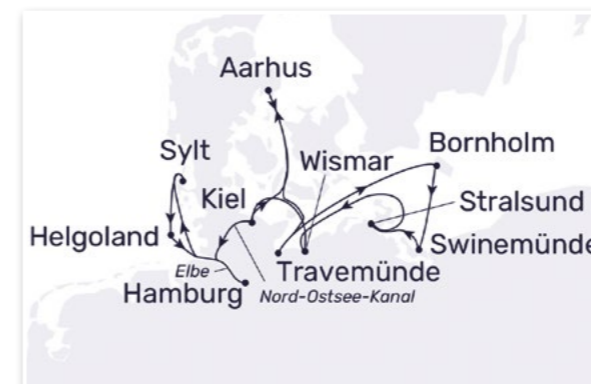 Aarhus
Sylt
Wismar
Bornholm
Kiel
Stralsund
Helgoland
Swinemünde
Elbe
Travemünde
Hamburg
Nord-Ostsee-Kanal